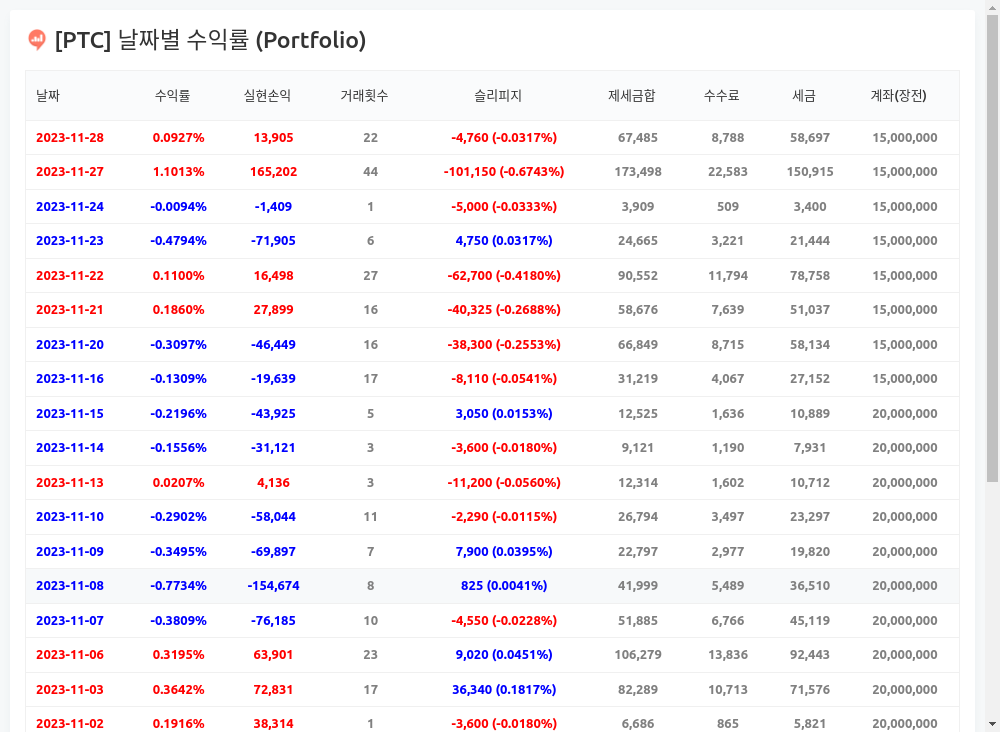 [PTC] 날짜별 수익률 (Portfolio)
날짜 수익률 실현손익 거래횟수 슬리피지 제세금합 수수료 세금 계좌(장전)
2023-11-28 0.0927% 13,905 22 -4,760 (-0.0317%) 67,485 8,788 58,697 15,000,000
2023-11-27 1.1013% 165,202 44 -101,150 (-0.6743%) 173,498 22,583 150,915 15,000,000
2023-11-24 -0.0094% -1,409 1 -5,000 (-0.0333%) 3,909 509 3,400 15,000,000
2023-11-23 -0.4794% -71,905 6 4,750 (0.0317%) 24,665 3,221 21,444 15,000,000
2023-11-22 0.1100% 16,498 27 -62,700 (-0.4180%) 90,552 11,794 78,758 15,000,000
2023-11-21 0.1860% 27,899 16 -40,325 (-0.2688%) 58,676 7,639 51,037 15,000,000
2023-11-20 -0.3097% -46,449 16 -38,300 (-0.2553%) 66,849 8,715 58,134 15,000,000
2023-11-16 -0.1309% -19,639 17 -8,110 (-0.0541%) 31,219 4,067 27,152 15,000,000
2023-11-15 -0.2196% -43,925 5 3,050 (0.0153%) 12,525 1,636 10,889 20,000,000
2023-11-14 -0.1556% -31,121 3 -3,600 (-0.0180%) 9,121 1,190 7,931 20,000,000
2023-11-13 0.0207% 4,136 3 -11,200 (-0.0560%) 12,314 1,602 10,712 20,000,000
2023-11-10 -0.2902% -58,044 11 -2,290 (-0.0115%) 26,794 3,497 23,297 20,000,000
2023-11-09 -0.3495% -69,897 7 7,900 (0.0395%) 22,797 2,977 19,820 20,000,000
2023-11-08 -0.7734% -154,674 8 825 (0.0041%) 41,999 5,489 36,510 20,000,000
2023-11-07 -0.3809% -76,185 10 -4,550 (-0.0228%) 51,885 6,766 45,119 20,000,000
2023-11-06 0.3195% 63,901 23 9,020 (0.0451%) 106,279 13,836 92,443 20,000,000
2023-11-03 0.3642% 72,831 17 36,340 (0.1817%) 82,289 10,713 71,576 20,000,000
2023-11-02 0.1916% 38,314 1 -3,600 (-0.0180%) 6,686 865 5,821 20,000,000